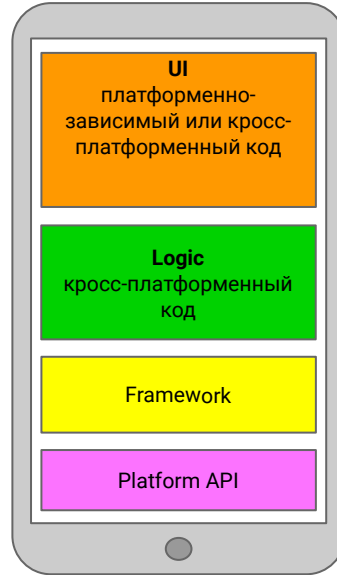 UI
платформенно-
зависимый или кросс-
платформенный код
Logic
кросс-платформенный
код
Framework
Platform API